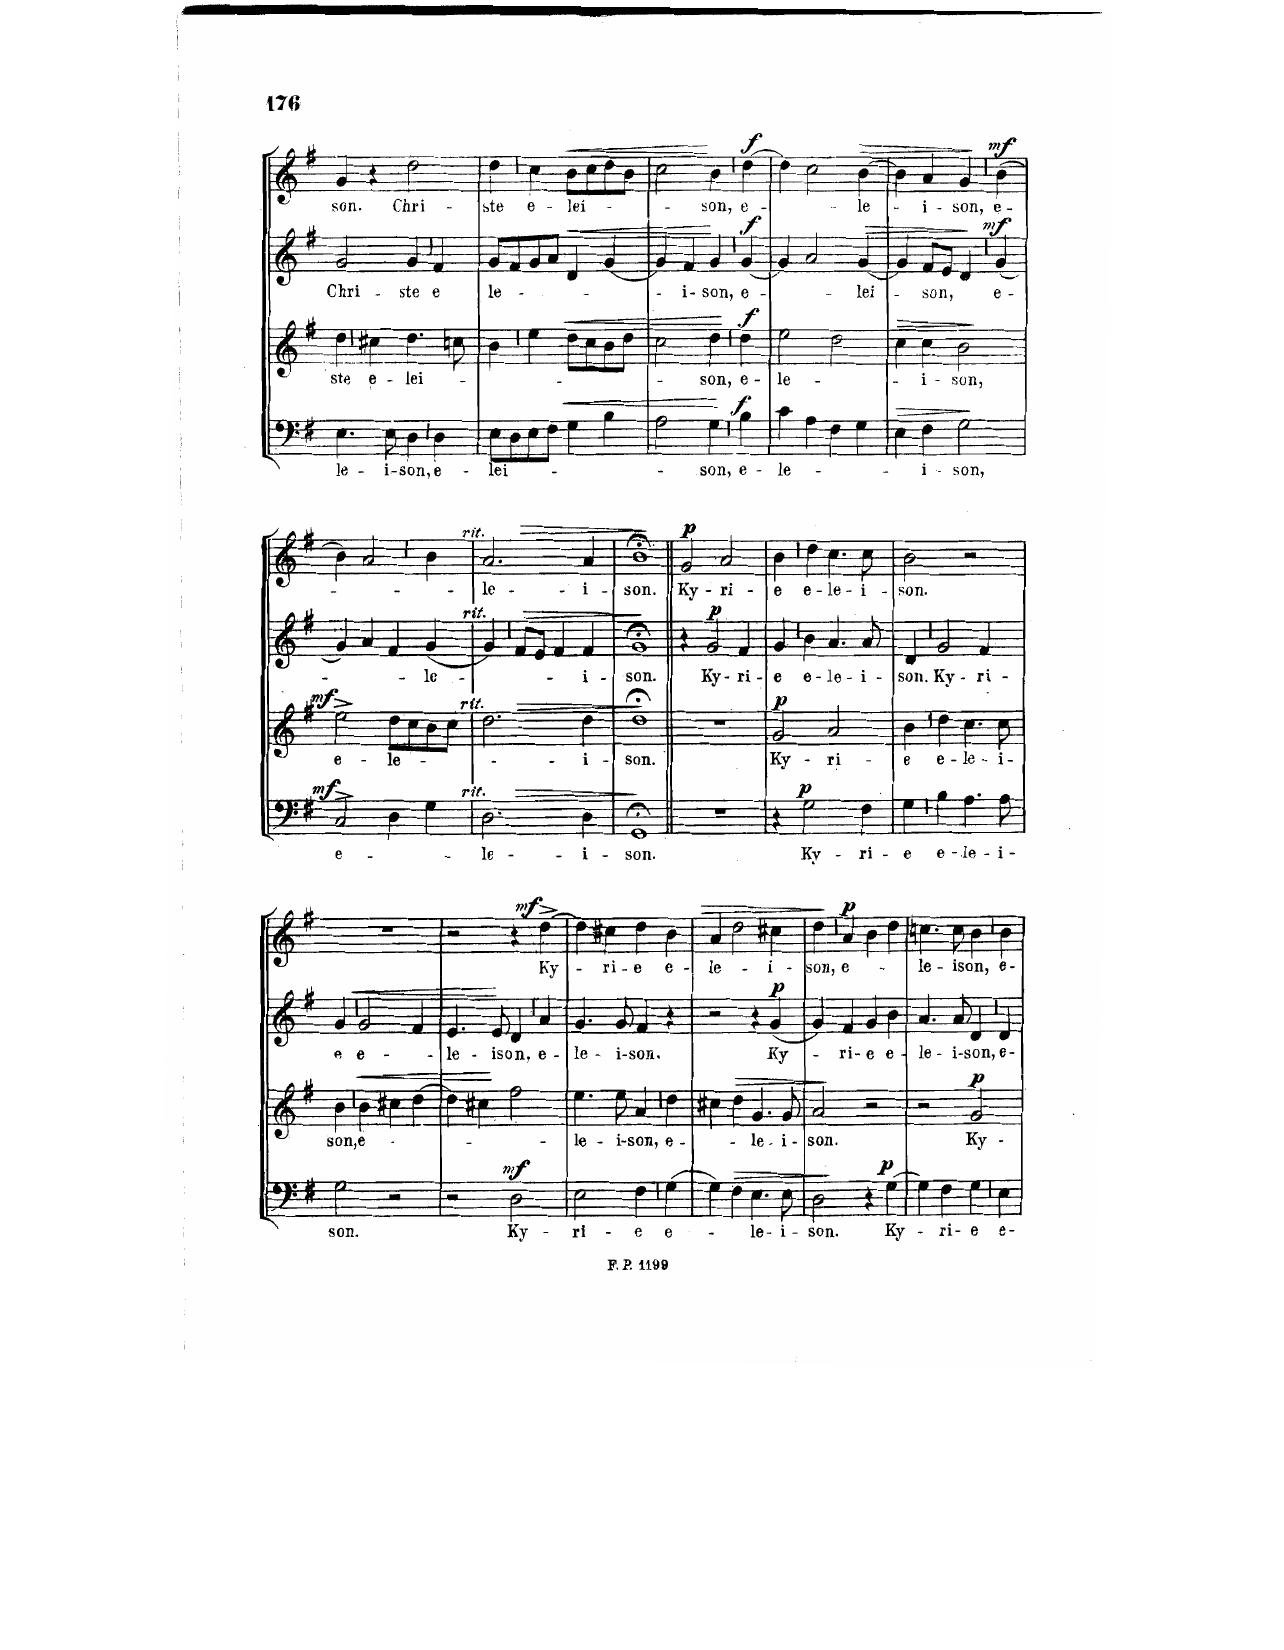 176
f
mf
son. Chri - ste e - lei - - son, e - - le - i - son, e -
f
mf
Chri - ste e le - - - - i - son, e - - lei - son, e -
f
ste e - lei - - - - - son, e - le - - i - son,
f
le - i-son, e - lei - - - son, e - le - - i - son,
rit.
p
- - - le - i - son. Ky - ri - e e - le - i - son.
rit.
p
- - le - - - i - son. Ky - ri - e e - le - i - son. Ky - ri -
mf
rit.
p
e - le - - - i - son. Ky - ri - e e - le - i -
mf
rit.
p
e - - le - i - son. Ky - ri - e e - le - i -
mf
p
Ky - ri - e e - le - i - son, e - - le - ison, e -
p
e e - - le - ison, e - le - i-son. Ky - ri - e e - le - i-son, e-
p
son, e - - - - le - i-son, e - - le - i - son. Ky -
mf
p
son. Ky - ri - e e - - le - i - son. Ky - ri - e e-
F. P. 1199